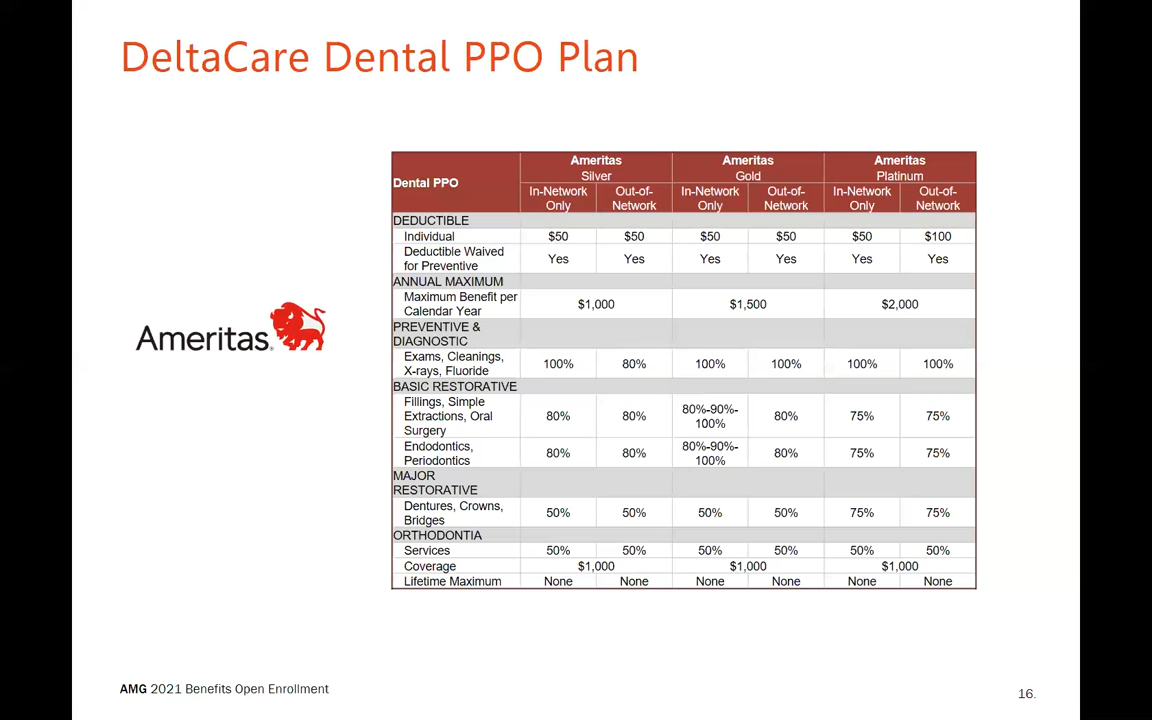 DeltaCare Dental PPO Plan
Ameritas
Dental PPO
Ameritas Ameritas Ameritas
Silver Gold Platinum
In-Network Only Out-of-Network In-Network Only Out-of-Network In-Network Only Out-of-Network
DEDUCTIBLE
Individual $50 $50 $50 $50 $50 $100
Deductible Waived
for Preventive Yes Yes Yes Yes Yes Yes
ANNUAL MAXIMUM
Maximum Benefit per
Calendar Year $1,000 $1,500 $2,000
PREVENTIVE &
DIAGNOSTIC
Exams, Cleanings,
X-rays, Fluoride 100% 80% 100% 100% 100% 100%
BASIC RESTORATIVE
Fillings, Simple
Extractions, Oral
Surgery 80% 80% 80%-90%-100% 80% 75% 75%
Endodontics,
Periodontics 80% 80% 80%-90%-100% 80% 75% 75%
MAJOR
RESTORATIVE
Dentures, Crowns,
Bridges 50% 50% 50% 50% 75% 75%
ORTHODONTIA
Services 50% 50% 50% 50% 50% 50%
Coverage $1,000 $1,000 $1,000
Lifetime Maximum None None None None None None
AMG 2021 Benefits Open Enrollment
16.